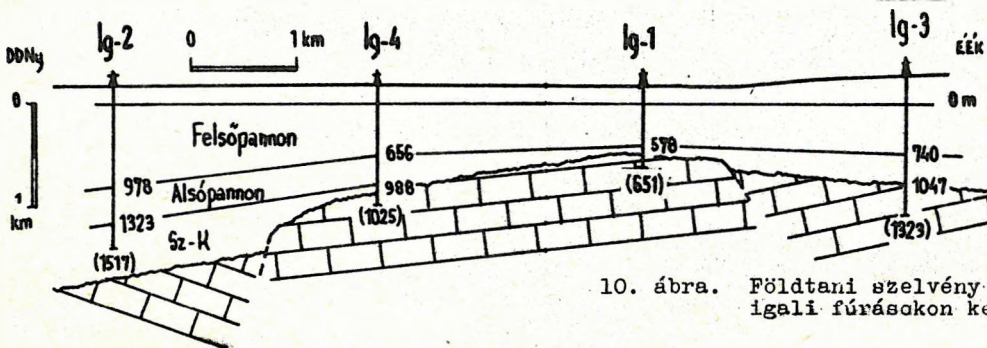 Ig-2 0 1 km Ig-4 Ig-1 Ig-3
DDNy ÉÉK
0 0 m
Felsőpannon 656 578 740
978 Alsópannon 988 (651) 1047
1 km 1323 (1025)
Sz-K (1323)
(1517)
10. ábra. Földtani szelvény
igali fúrásokon ke